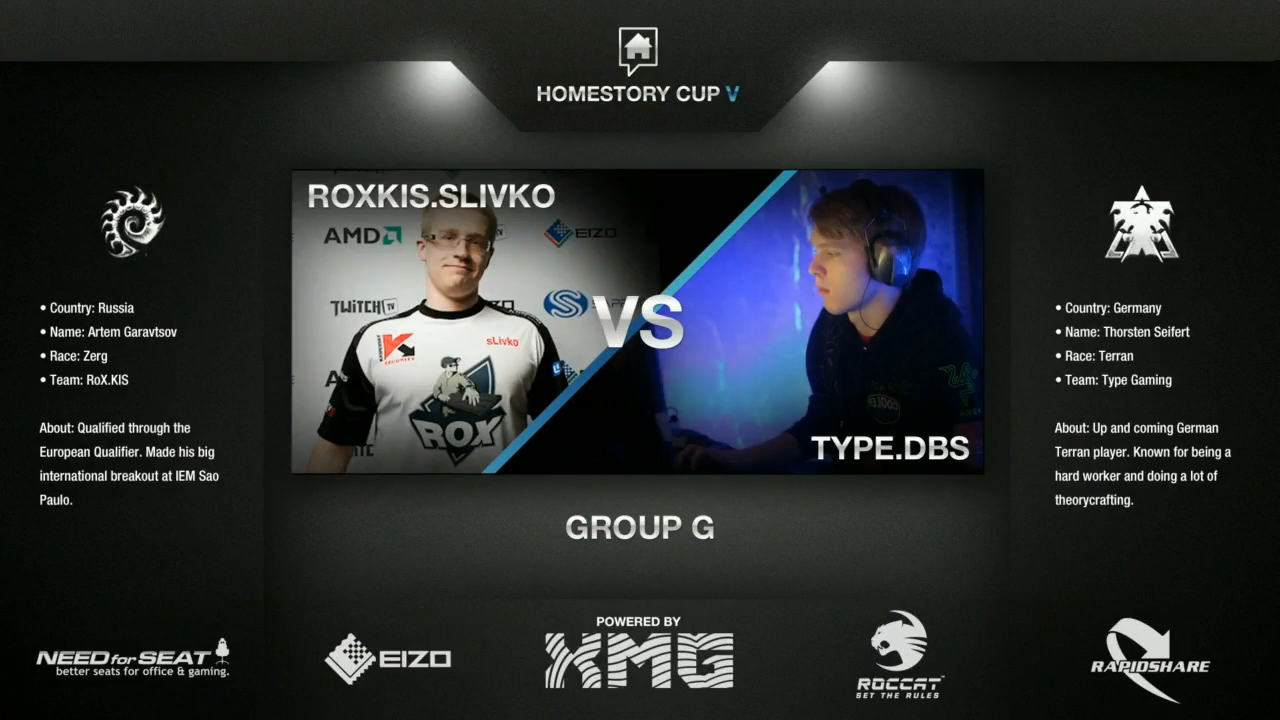 HOMESTORY CUP V
ROXKIS.SLIVKO
AMD
TWiTCH TV
EIZO
sLivko
KASPERSKY
ROX
VS
COOLER
TYPE.DBS
• Country: Russia
• Name: Artem Garavtsov
• Race: Zerg
• Team: RoX.KIS
About: Qualified through the
European Qualifier. Made his big
international breakout at IEM Sao
Paulo.
• Country: Germany
• Name: Thorsten Seifert
• Race: Terran
• Team: Type Gaming
About: Up and coming German
Terran player. Known for being a
hard worker and doing a lot of
theorycrafting.
GROUP G
NEED for SEAT
better seats for office & gaming.
EIZO
POWERED BY
XMG
ROCCAT™
SET THE RULES
RAPIDSHARE